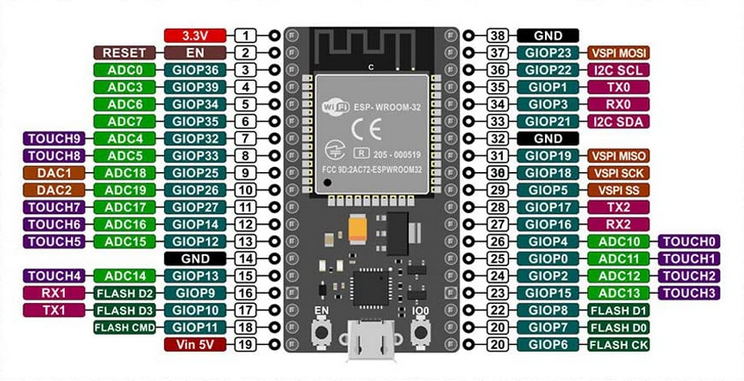 3.3V 1 38 GND
RESET EN 2 37 GIOP23 VSPI MOSI
ADC0 GIOP36 3 36 GIOP22 I2C SCL
ADC3 GIOP39 4 35 GIOP1 TX0
ADC6 GIOP34 5 34 GIOP3 RX0
ADC7 GIOP35 6 33 GIOP21 I2C SDA
TOUCH9 ADC4 GIOP32 7 32 GND
TOUCH8 ADC5 GIOP33 8 31 GIOP19 VSPI MISO
DAC1 ADC18 GIOP25 9 30 GIOP18 VSPI SCK
DAC2 ADC19 GIOP26 10 29 GIOP5 VSPI SS
TOUCH7 ADC17 GIOP27 11 28 GIOP17 TX2
TOUCH6 ADC16 GIOP14 12 27 GIOP16 RX2
TOUCH5 ADC15 GIOP12 13 26 GIOP4 ADC10 TOUCH0
GND 14 25 GIOP0 ADC11 TOUCH1
TOUCH4 ADC14 GIOP13 15 24 GIOP2 ADC12 TOUCH2
RX1 FLASH D2 GIOP9 16 23 GIOP15 ADC13 TOUCH3
TX1 FLASH D3 GIOP10 17 22 GIOP8 FLASH D1
FLASH CMD GIOP11 18 20 GIOP7 FLASH D0
Vin 5V 19 20 GIOP6 FLASH CK
C
WiFi ESP-WROOM-32
CE
R 205-000519
FCC 9D:2AC72-ESPWROOM32
EN IO0